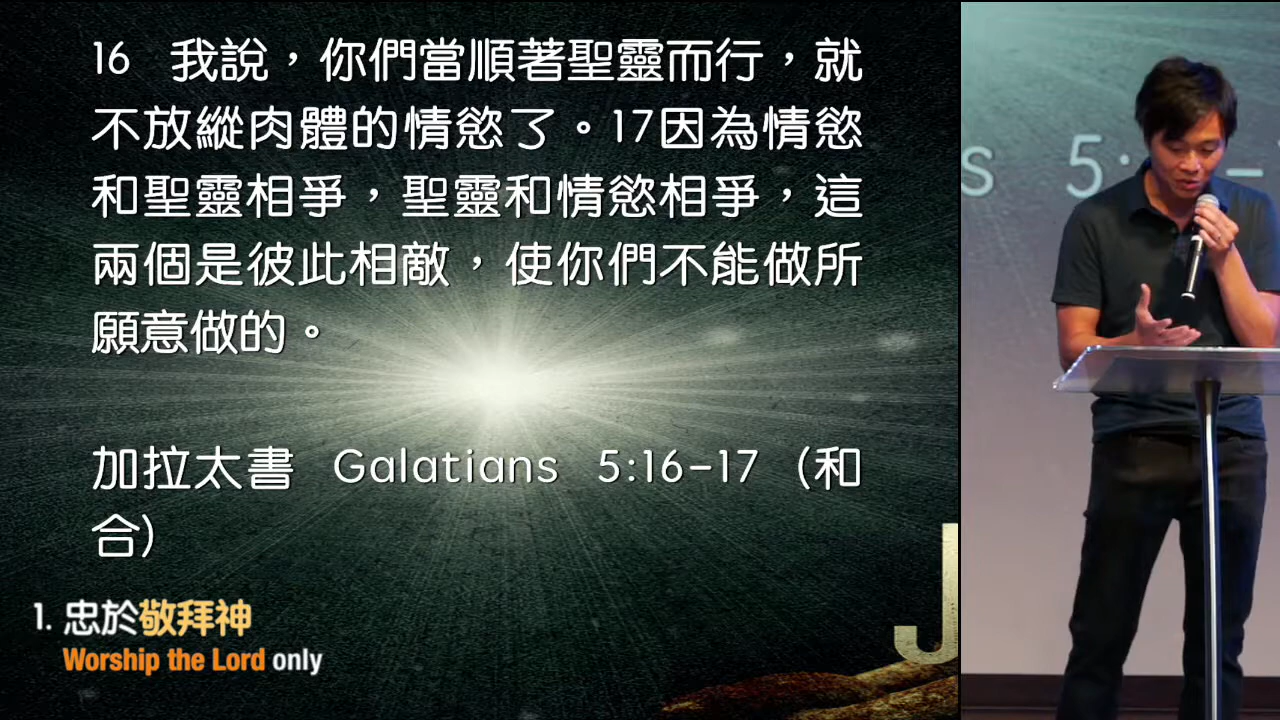 16 我說，你們當順著聖靈而行，就
不放縱肉體的情慾了。17因為情慾
和聖靈相爭，聖靈和情慾相爭，這
兩個是彼此相敵，使你們不能做所
願意做的。
加拉太書 Galatians 5:16-17 (和
合)
1. 忠於敬拜神
Worship the Lord only
J
s 5: